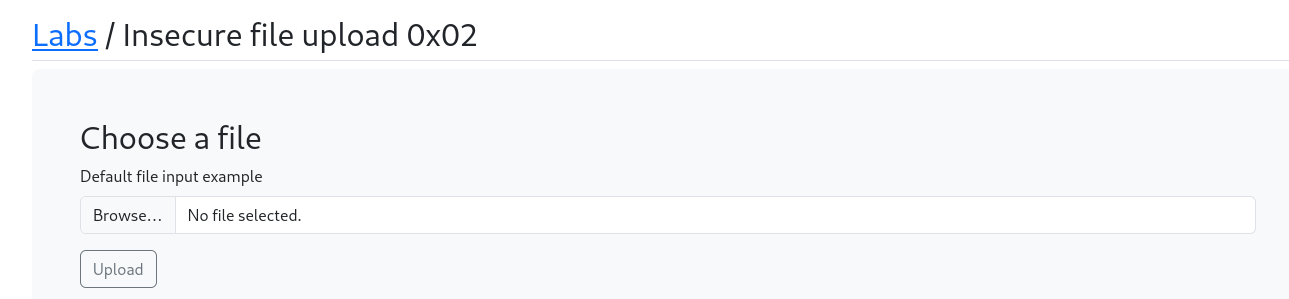 Labs / Insecure file upload 0x02
Choose a file
Default file input example
Browse... No file selected.
Upload